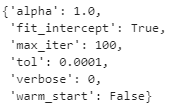 {'alpha': 1.0,
'fit_intercept': True,
'max_iter': 100,
'tol': 0.0001,
'verbose': 0,
'warm_start': False}